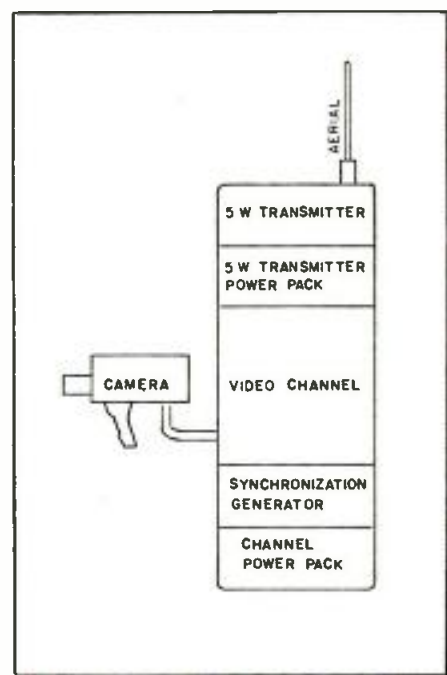 AERIAL
5 W TRANSMITTER
5 W TRANSMITTER
POWER PACK
CAMERA
VIDEO CHANNEL
SYNCHRONIZATION
GENERATOR
CHANNEL
POWER PACK